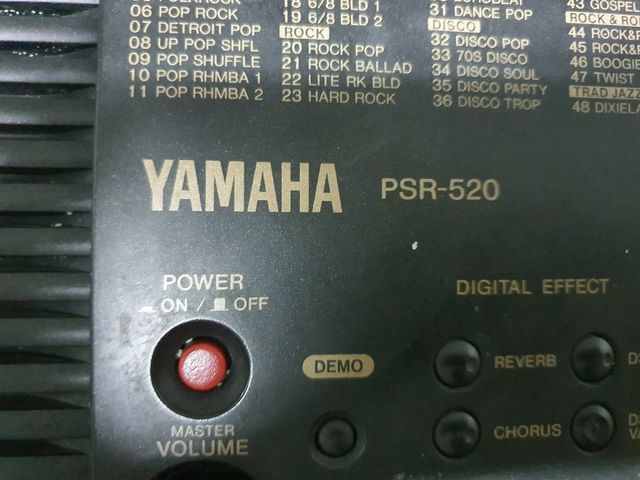 06 POP ROCK
07 DETROIT POP
08 UP POP SHFL
09 POP SHUFFLE
10 POP RHMBA 1
11 POP RHMBA 2
18 6/8 BLD 1
19 6/8 BLD 2
ROCK
20 ROCK POP
21 ROCK BALLAD
22 LITE RK BLD
23 HARD ROCK
31 DANCE POP
DISCO
32 DISCO POP
33 70S DISCO
34 DISCO SOUL
35 DISCO PARTY
36 DISCO TROP
43 GOSPEL
ROCK & RO
44 ROCK&R
45 ROCK&R
46 BOOGIE
47 TWIST
TRAD JAZZ
48 DIXIELA
YAMAHA PSR-520
POWER
ON / OFF
MASTER
VOLUME
DEMO
DIGITAL EFFECT
REVERB
CHORUS